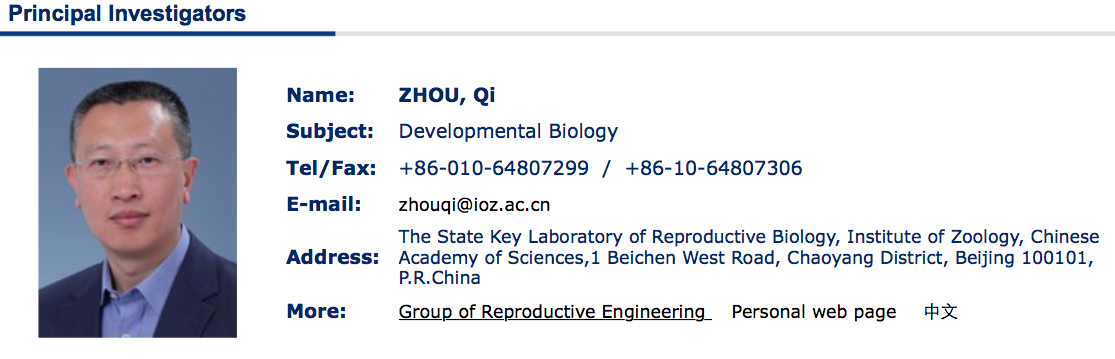 Principal Investigators
Name: ZHOU, Qi
Subject: Developmental Biology
Tel/Fax: +86-010-64807299 / +86-10-64807306
E-mail: zhouqi@ioz.ac.cn
The State Key Laboratory of Reproductive Biology, Institute of Zoology, Chinese
Address: Academy of Sciences,1 Beichen West Road, Chaoyang District, Beijing 100101,
P.R.China
More: Group of Reproductive Engineering Personal web page 中文